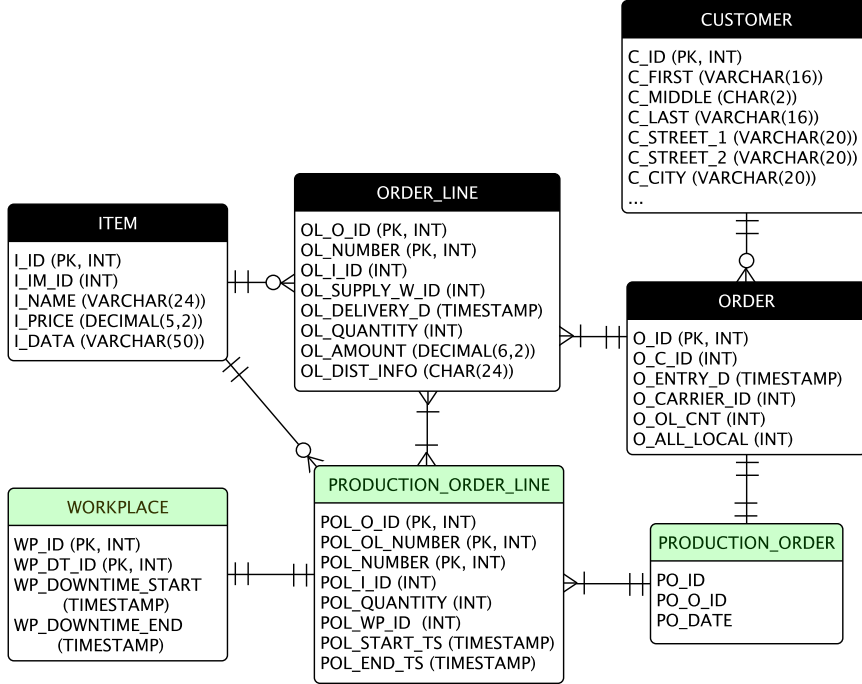 CUSTOMER
C_ID (PK, INT)
C_FIRST (VARCHAR(16))
C_MIDDLE (CHAR(2))
C_LAST (VARCHAR(16))
C_STREET_1 (VARCHAR(20))
C_STREET_2 (VARCHAR(20))
C_CITY (VARCHAR(20))
...
ORDER_LINE
OL_O_ID (PK, INT)
OL_NUMBER (PK, INT)
OL_I_ID (INT)
OL_SUPPLY_W_ID (INT)
OL_DELIVERY_D (TIMESTAMP)
OL_QUANTITY (INT)
OL_AMOUNT (DECIMAL(6,2))
OL_DIST_INFO (CHAR(24))
ITEM
I_ID (PK, INT)
I_IM_ID (INT)
I_NAME (VARCHAR(24))
I_PRICE (DECIMAL(5,2))
I_DATA (VARCHAR(50))
ORDER
O_ID (PK, INT)
O_C_ID (INT)
O_ENTRY_D (TIMESTAMP)
O_CARRIER_ID (INT)
O_OL_CNT (INT)
O_ALL_LOCAL (INT)
WORKPLACE
WP_ID (PK, INT)
WP_DT_ID (PK, INT)
WP_DOWNTIME_START
(TIMESTAMP)
WP_DOWNTIME_END
(TIMESTAMP)
PRODUCTION_ORDER_LINE
POL_O_ID (PK, INT)
POL_OL_NUMBER (PK, INT)
POL_NUMBER (PK, INT)
POL_I_ID (INT)
POL_QUANTITY (INT)
POL_WP_ID (INT)
POL_START_TS (TIMESTAMP)
POL_END_TS (TIMESTAMP)
PRODUCTION_ORDER
PO_ID
PO_O_ID
PO_DATE